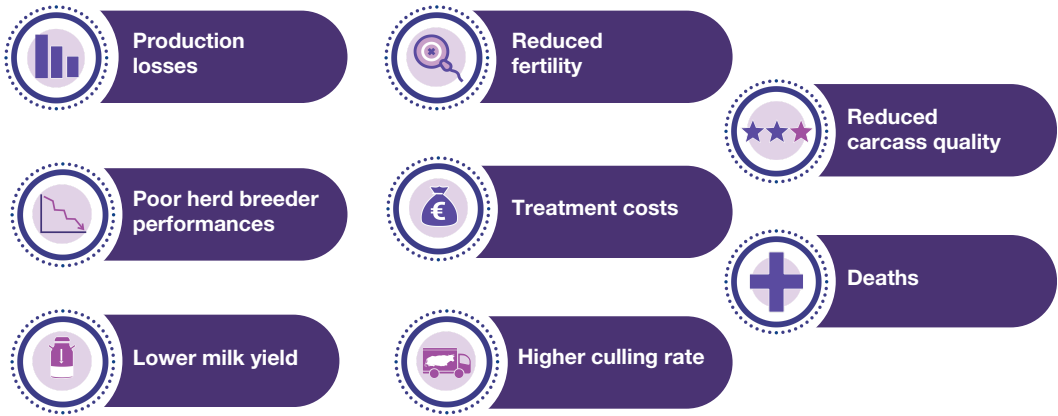 Production
losses
Poor herd breeder
performances
Lower milk yield
Reduced
fertility
€
Treatment costs
Higher culling rate
Reduced
carcass quality
Deaths